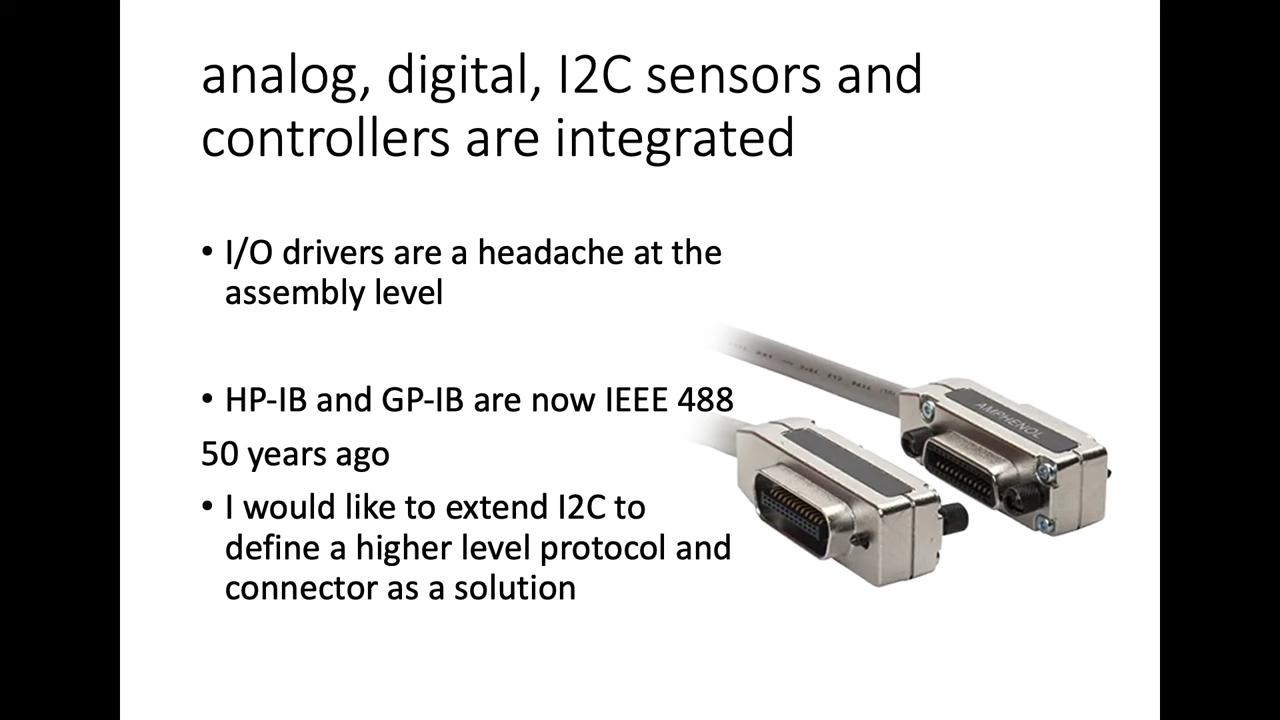 analog, digital, I2C sensors and
controllers are integrated
• I/O drivers are a headache at the
assembly level
• HP-IB and GP-IB are now IEEE 488
50 years ago
• I would like to extend I2C to
define a higher level protocol and
connector as a solution
AMPHENOL